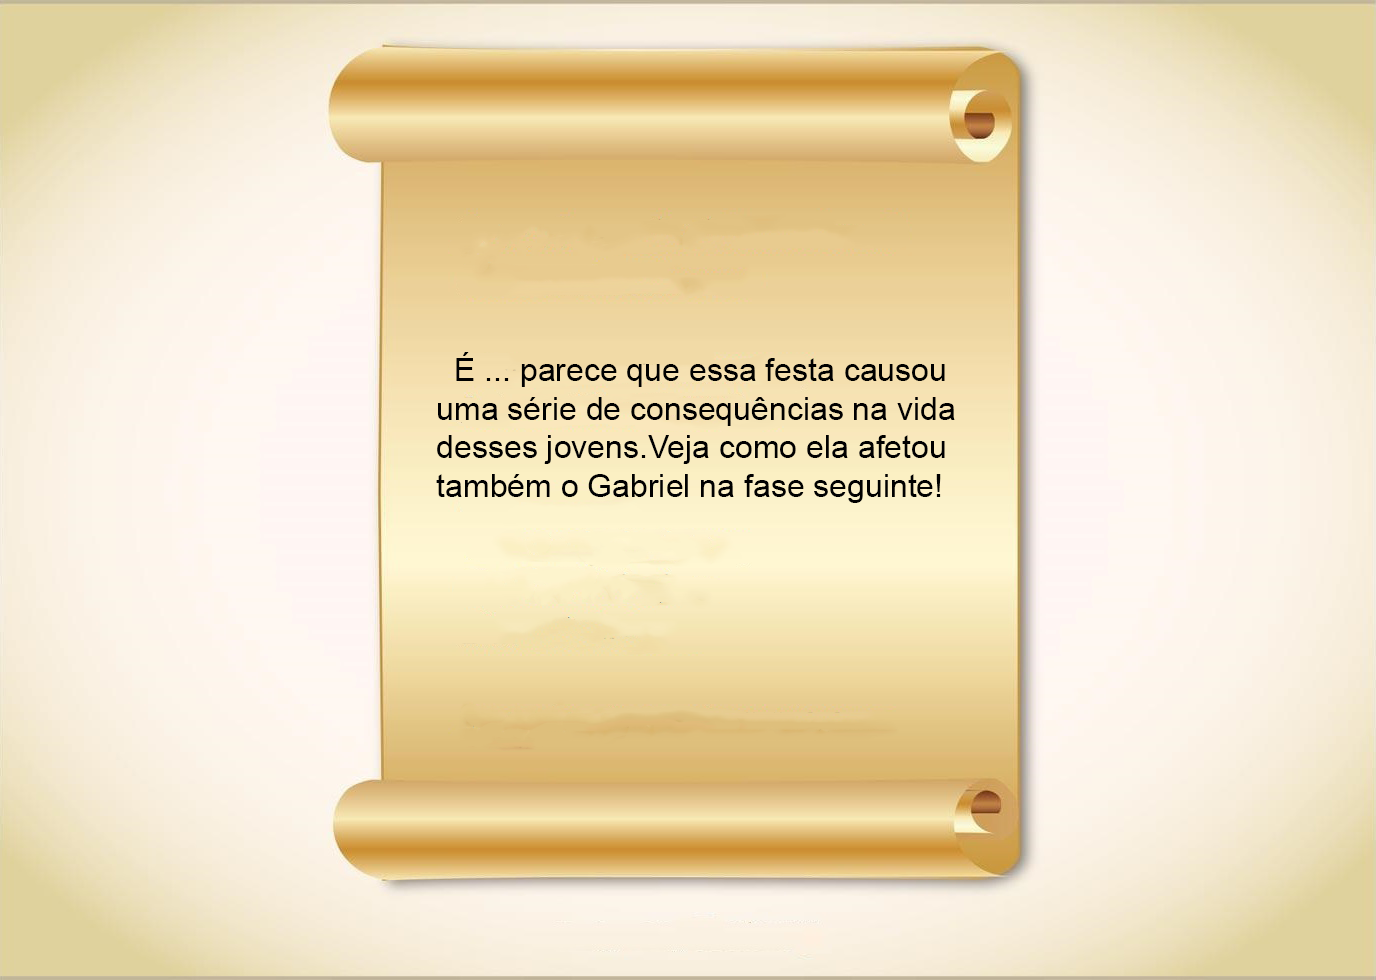 É ... parece que essa festa causou
uma série de consequências na vida
desses jovens.Veja como ela afetou
também o Gabriel na fase seguinte!